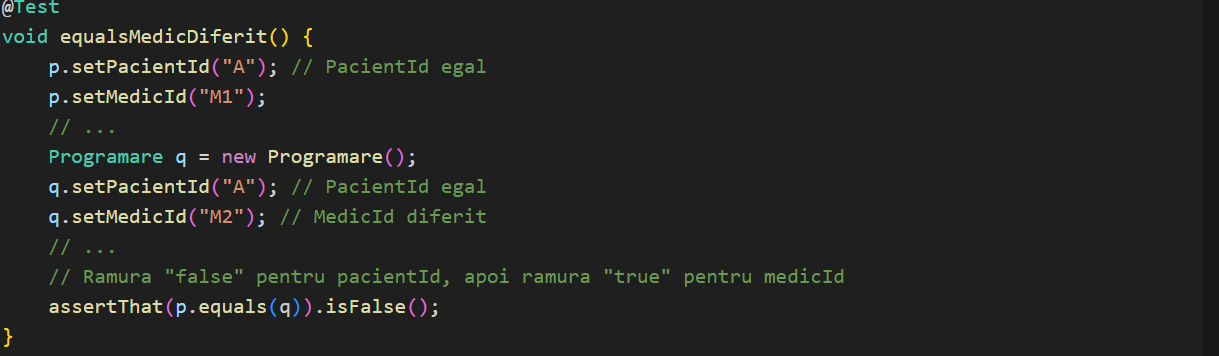 @Test
void equalsMedicDiferit() {
    p.setPacientId("A"); // PacientId egal
    p.setMedicId("M1");
    // ...
    Programare q = new Programare();
    q.setPacientId("A"); // PacientId egal
    q.setMedicId("M2"); // MedicId diferit
    // ...
    // Ramura "false" pentru pacientId, apoi ramura "true" pentru medicId
    assertThat(p.equals(q)).isFalse();
}